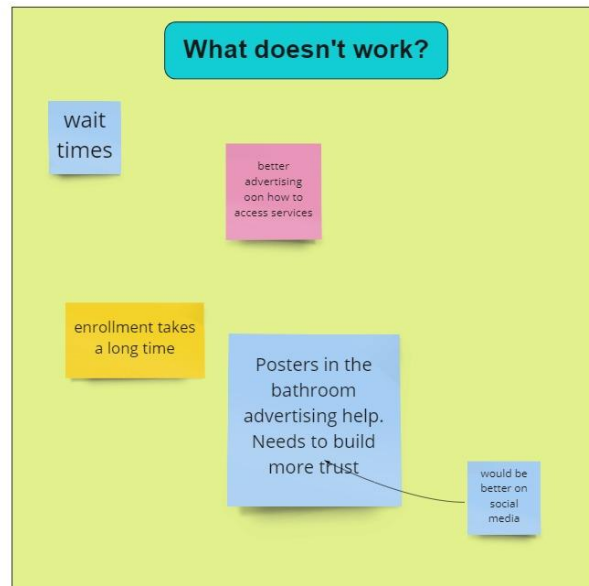 What doesn't work?
wait
times
better
advertising
oon how to
access services
enrollment takes
a long time
Posters in the
bathroom
advertising help.
Needs to build
more trust
would be
better on
social
media